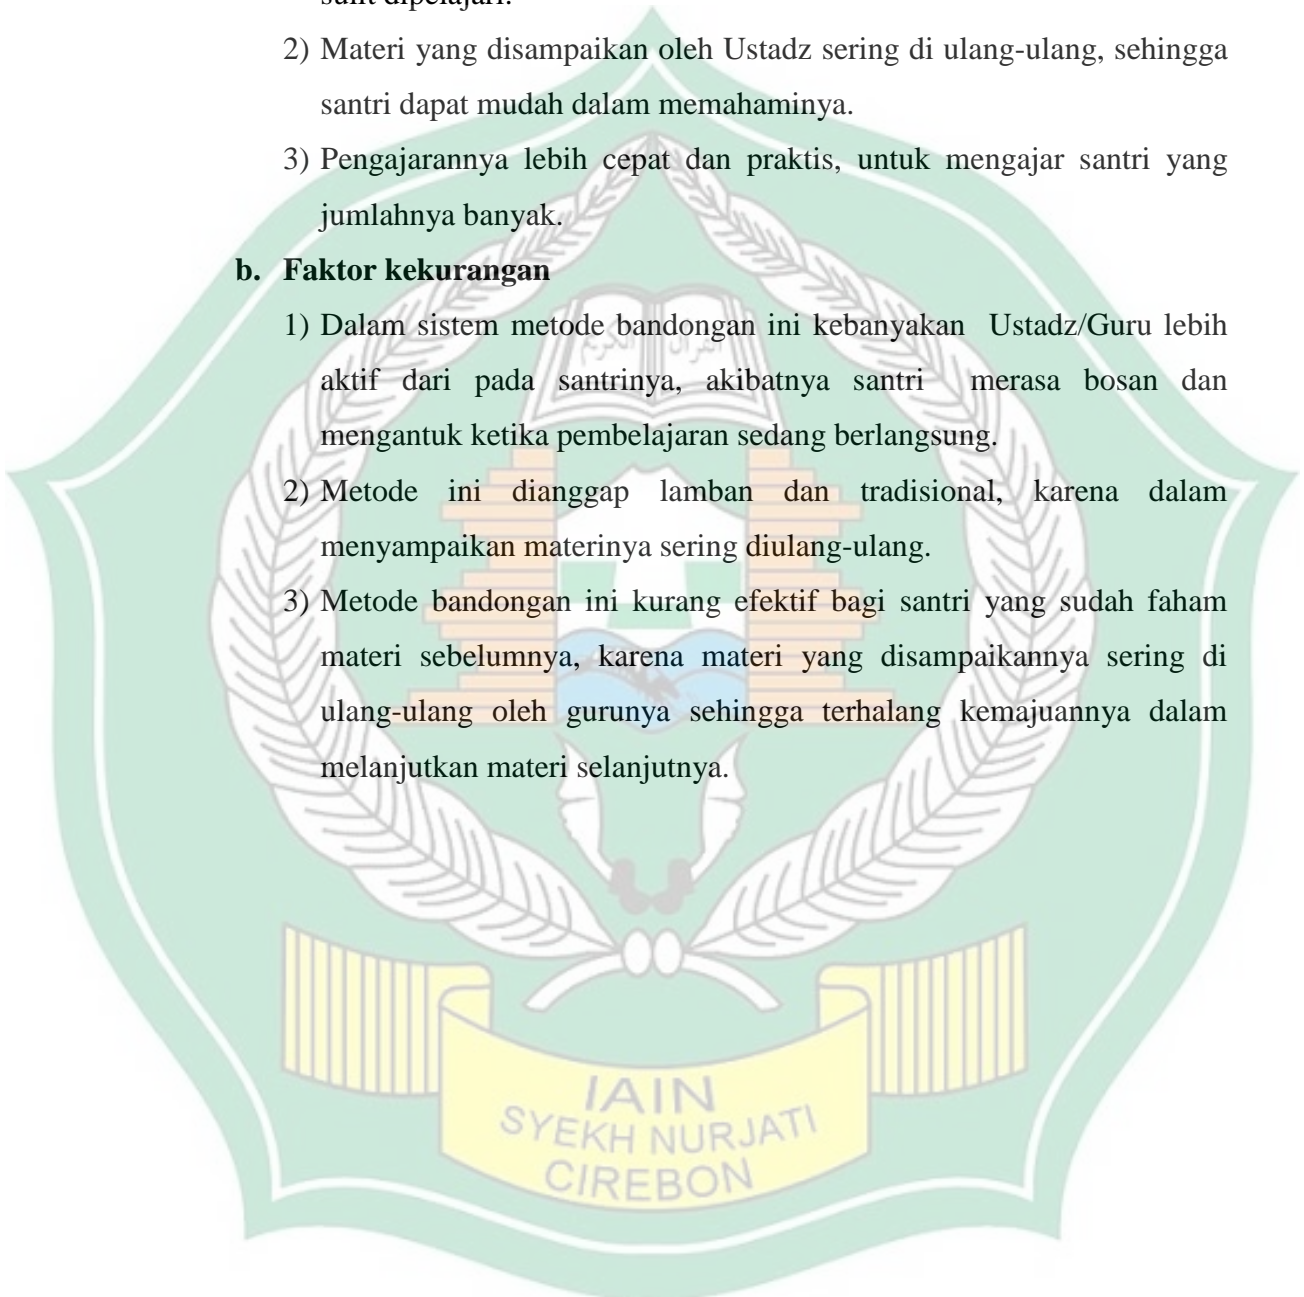 sulit dipelajari.
2) Materi yang disampaikan oleh Ustadz sering di ulang-ulang, sehingga
santri dapat mudah dalam memahaminya.
3) Pengajarannya lebih cepat dan praktis, untuk mengajar santri yang
jumlahnya banyak.
b. Faktor kekurangan
1) Dalam sistem metode bandongan ini kebanyakan Ustadz/Guru lebih
aktif dari pada santrinya, akibatnya santri merasa bosan dan
mengantuk ketika pembelajaran sedang berlangsung.
2) Metode ini dianggap lamban dan tradisional, karena dalam
menyampaikan materinya sering diulang-ulang.
3) Metode bandongan ini kurang efektif bagi santri yang sudah faham
materi sebelumnya, karena materi yang disampaikannya sering di
ulang-ulang oleh gurunya sehingga terhalang kemajuannya dalam
melanjutkan materi selanjutnya.
IAIN
SYEKH NURJATI
CIREBON